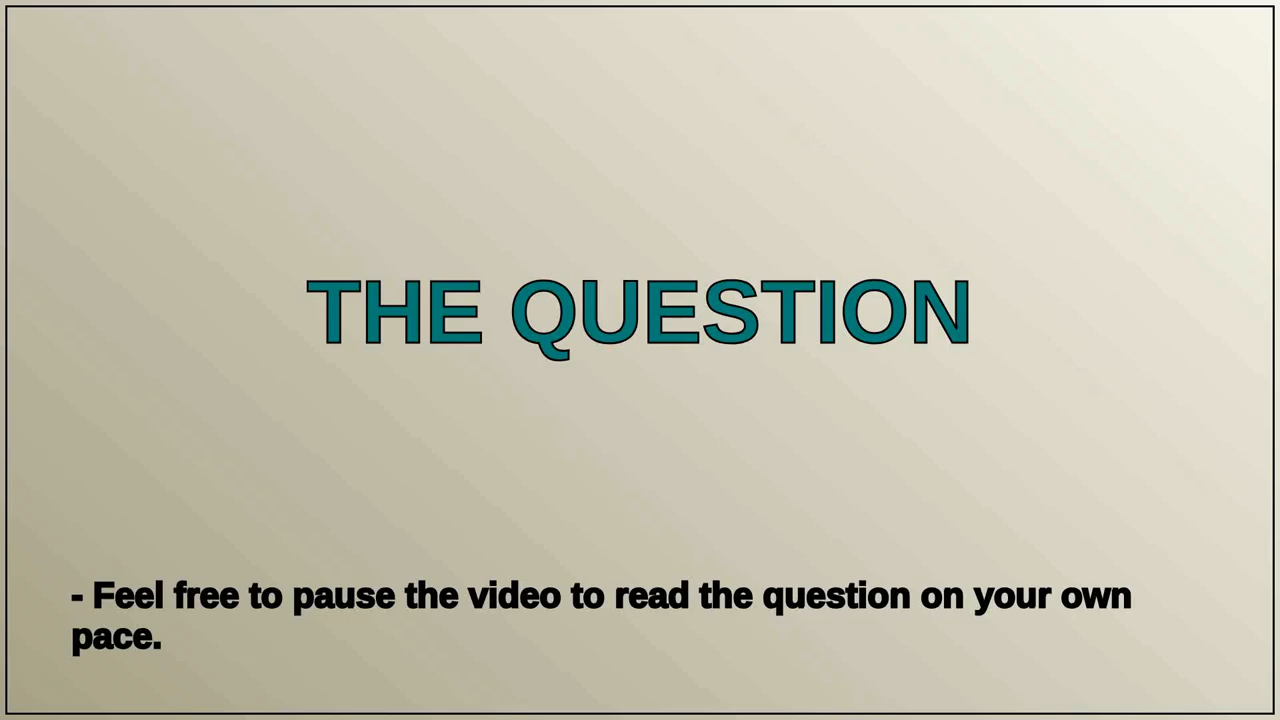 THE QUESTION
- Feel free to pause the video to read the question on your own
pace.